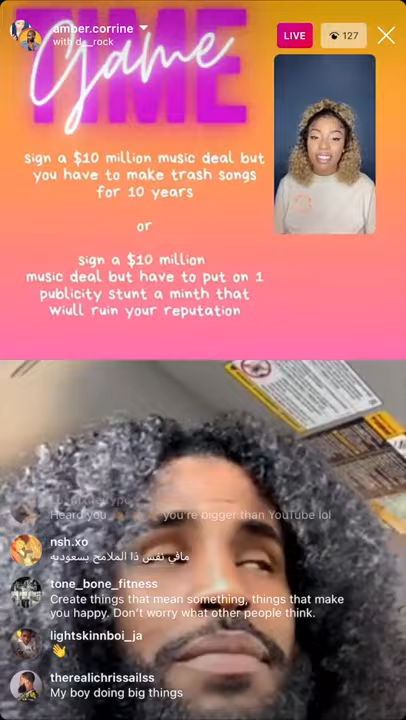 TIME
Game
amber.corrine
with da_rock
LIVE
127
sign a $10 million music deal but
you have to make trash songs
for 10 years
or
sign a $10 million
music deal but have to put on 1
publicity stunt a minth that
wiull ruin your reputation
Heard you
you're bigger than YouTube lol
nsh.xo
مافي نفس ذا الملامح بسعوديه
tone_bone_fitness
Create things that mean something, things that make
you happy. Don't worry what other people think.
lightskinnboi_ja
therealichrissailss
My boy doing big things